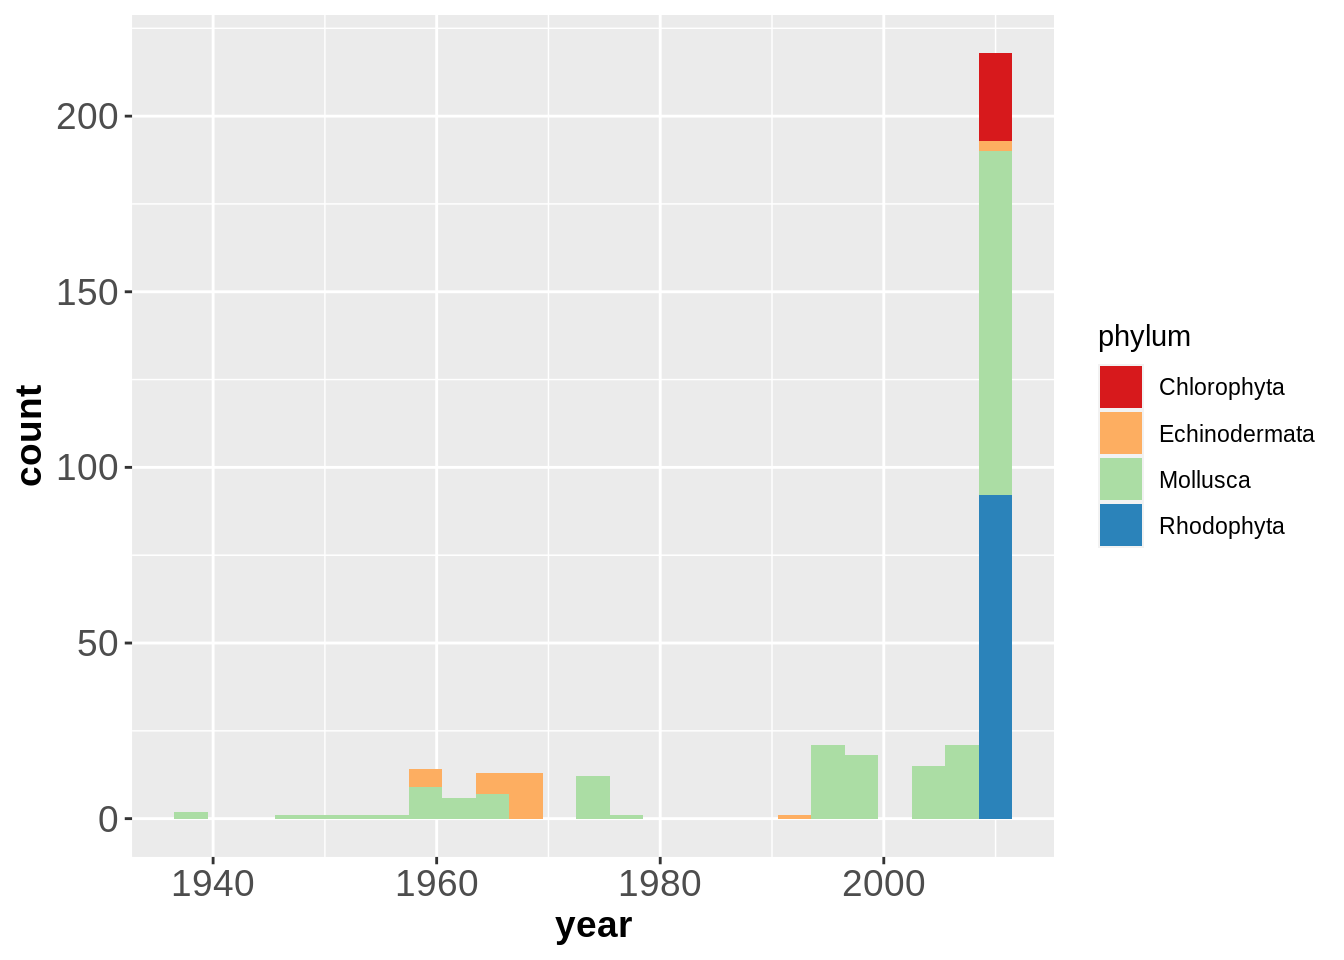 200
150
100
50
0
count
1940 1960 1980 2000
year
phylum
Chlorophyta
Echinodermata
Mollusca
Rhodophyta